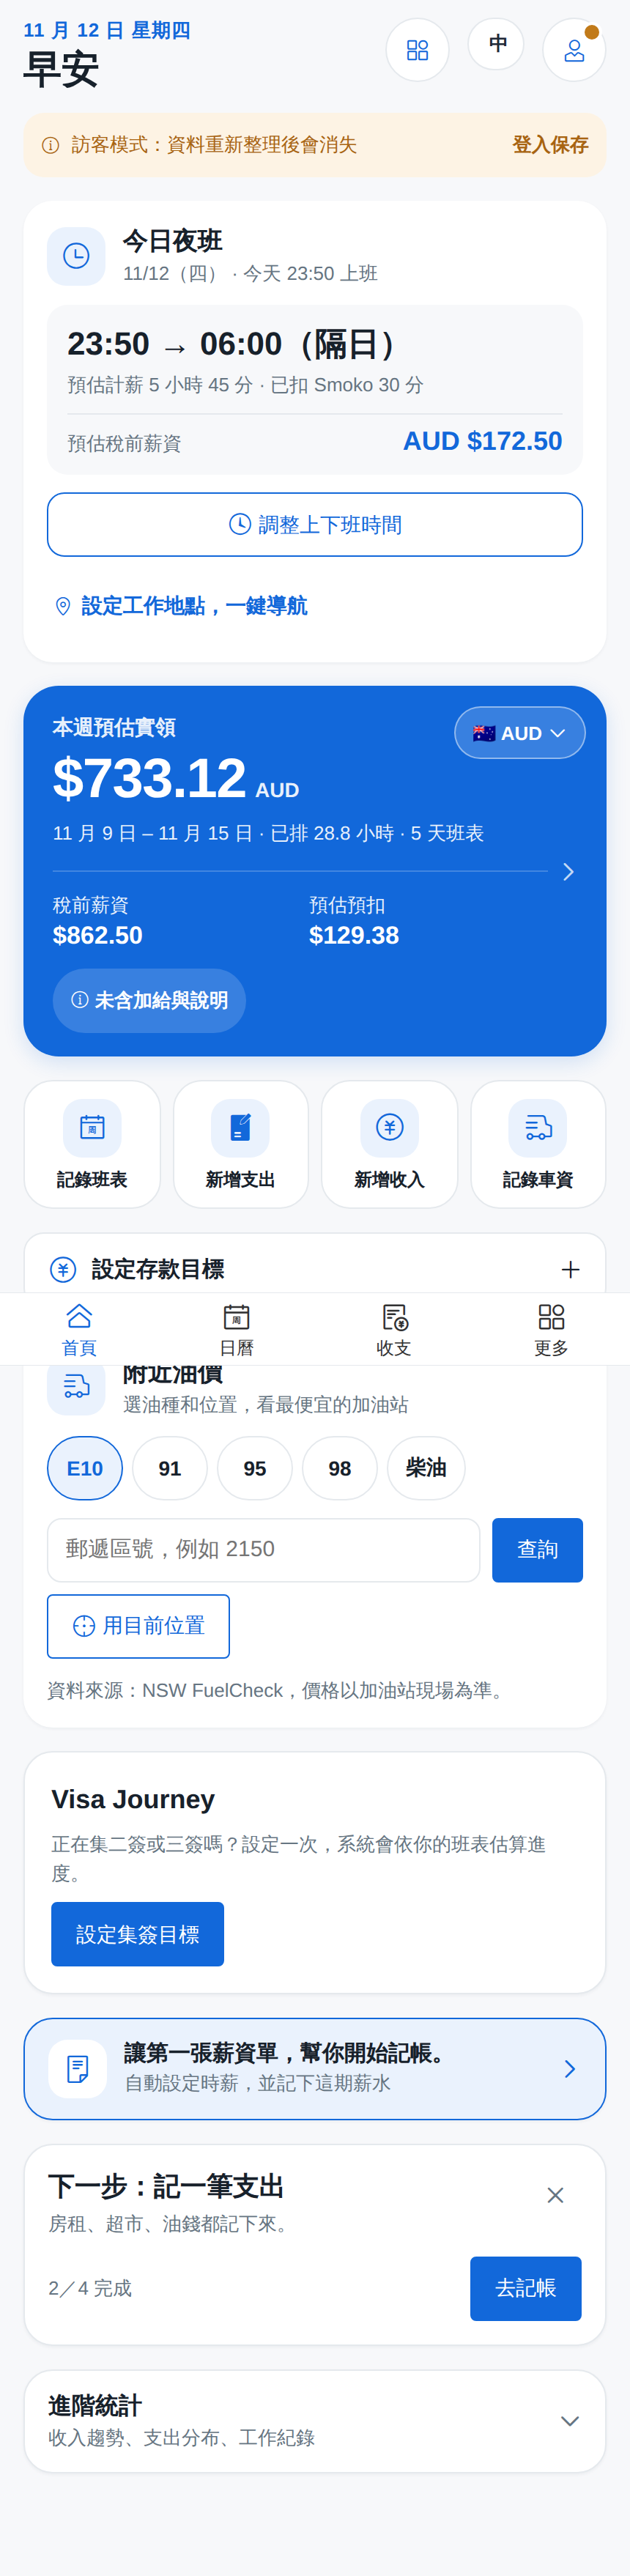 11 月 12 日 星期四
早安
中
訪客模式：資料重新整理後會消失
登入保存
今日夜班
11/12（四） · 今天 23:50 上班
23:50 → 06:00（隔日）
預估計薪 5 小時 45 分 · 已扣 Smoko 30 分
預估稅前薪資
AUD $172.50
調整上下班時間
設定工作地點，一鍵導航
本週預估實領
🇦🇺 AUD
$733.12 AUD
11 月 9 日 – 11 月 15 日 · 已排 28.8 小時 · 5 天班表
稅前薪資
預估預扣
$862.50
$129.38
未含加給與說明
周
記錄班表
新增支出
新增收入
記錄車資
設定存款目標
周
首頁
日曆
收支
更多
附近油價
選油種和位置，看最便宜的加油站
E10
91
95
98
柴油
郵遞區號，例如 2150
查詢
用目前位置
資料來源：NSW FuelCheck，價格以加油站現場為準。
Visa Journey
正在集二簽或三簽嗎？設定一次，系統會依你的班表估算進
度。
設定集簽目標
讓第一張薪資單，幫你開始記帳。
自動設定時薪，並記下這期薪水
下一步：記一筆支出
房租、超市、油錢都記下來。
2／4 完成
去記帳
進階統計
收入趨勢、支出分布、工作紀錄